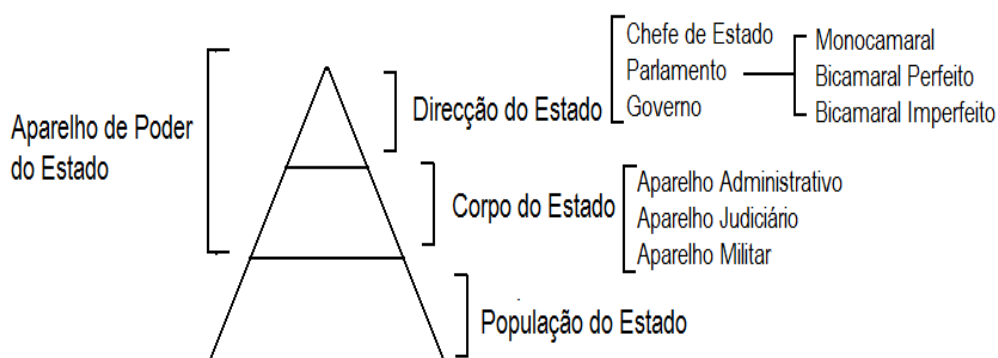 Aparelho de Poder
do Estado
Direcção do Estado
Chefe de Estado
Parlamento
Governo
Monocamaral
Bicamaral Perfeito
Bicamaral Imperfeito
Corpo do Estado
Aparelho Administrativo
Aparelho Judiciário
Aparelho Militar
População do Estado